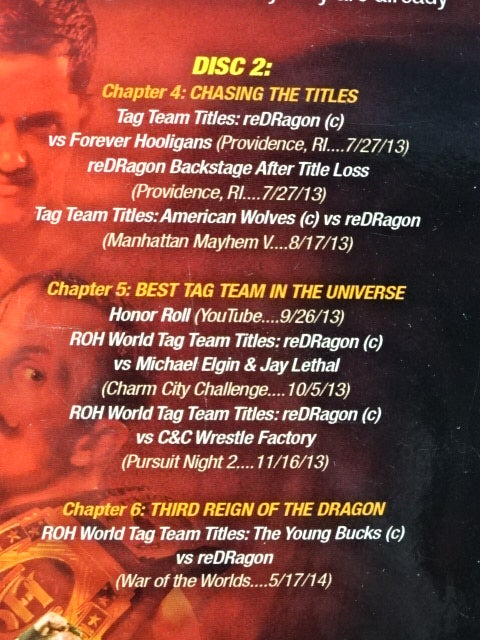 already
DISC 2:
Chapter 4: CHASING THE TITLES
Tag Team Titles: reDRagon (c)
vs Forever Hooligans (Providence, RI....7/27/13)
reDRagon Backstage After Title Loss
(Providence, RI....7/27/13)
Tag Team Titles: American Wolves (c) vs reDRagon
(Manhattan Mayhem V....8/17/13)
Chapter 5: BEST TAG TEAM IN THE UNIVERSE
Honor Roll (YouTube....9/26/13)
ROH World Tag Team Titles: reDRagon (c)
vs Michael Elgin & Jay Lethal
(Charm City Challenge....10/5/13)
ROH World Tag Team Titles: reDRagon (c)
vs C&C Wrestle Factory
(Pursuit Night 2....11/16/13)
Chapter 6: THIRD REIGN OF THE DRAGON
ROH World Tag Team Titles: The Young Bucks (c)
vs reDRagon
(War of the Worlds....5/17/14)